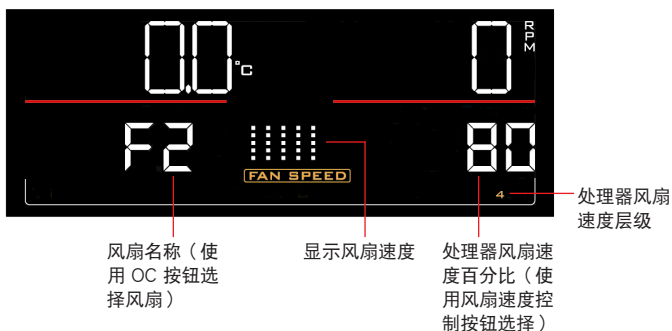 0.0 °C 0 RPM
F2 80
FAN SPEED
4
处理器风扇
速度层级
风扇名称（使
用 OC 按钮选
择风扇）
显示风扇速度
处理器风扇速
度百分比（使
用风扇速度控
制按钮选择）